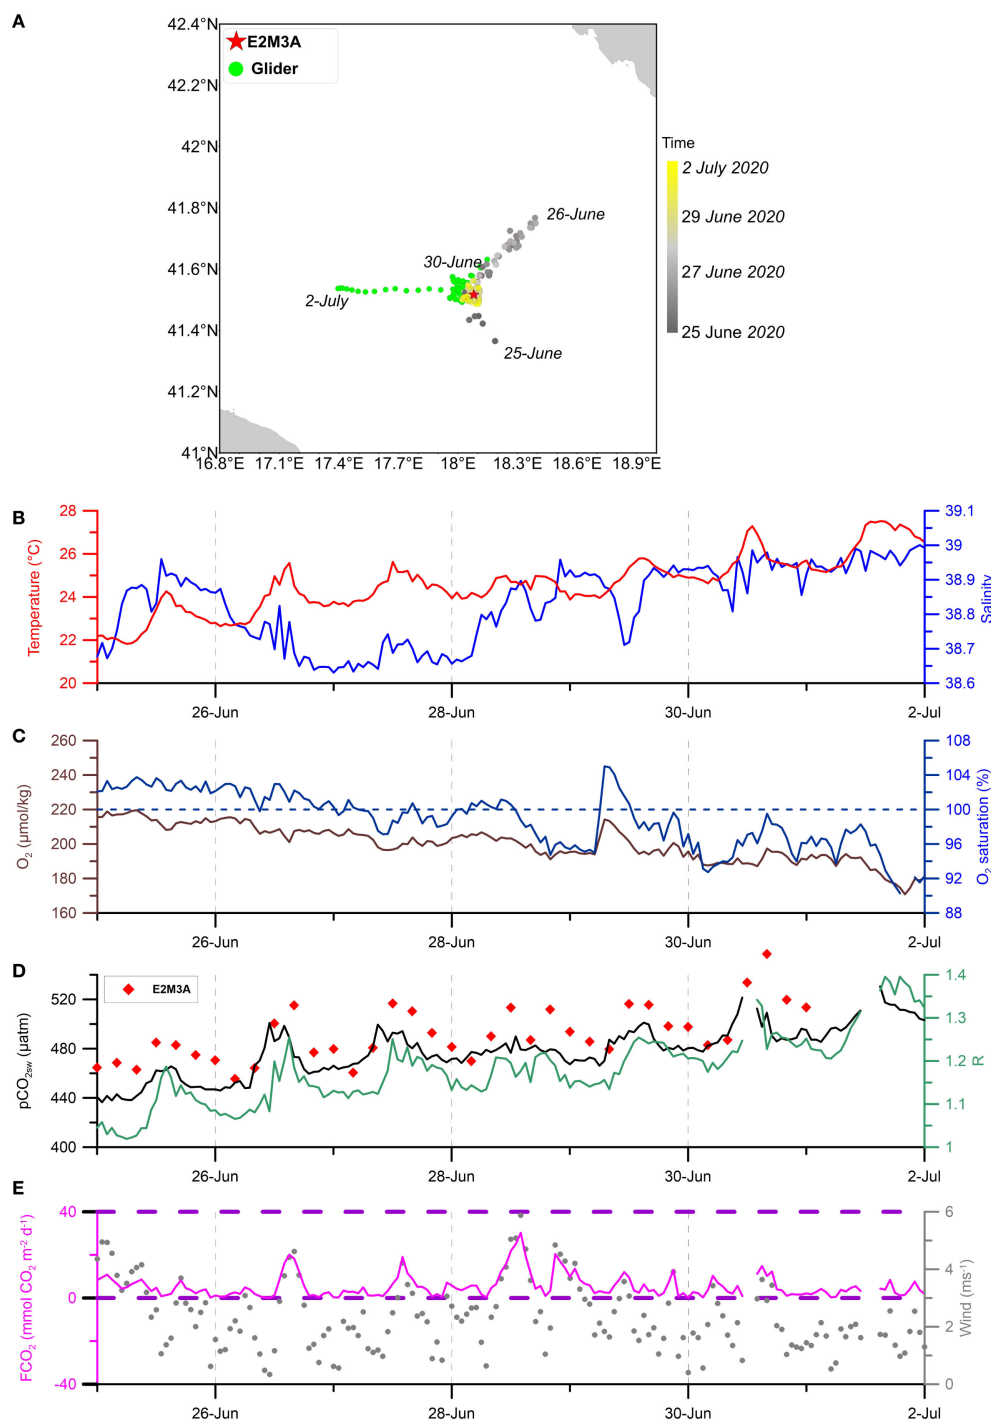 A
42.4°N
42.2°N
42°N
41.8°N
41.6°N
41.4°N
41.2°N
41°N
16.8°E 17.1°E 17.4°E 17.7°E 18°E 18.3°E 18.6°E 18.9°E
E2M3A
Glider
26-June
30-June
2-July
25-June
Time
2 July 2020
29 June 2020
27 June 2020
25 June 2020
B
Temperature (°C)
28
26
24
22
20
39.1
39
38.9
38.8
38.7
38.6
Salinity
26-Jun 28-Jun 30-Jun 2-Jul
C
O₂ (μmol/kg)
260
240
220
200
180
160
108
104
100
96
92
88
O₂ saturation (%)
26-Jun 28-Jun 30-Jun 2-Jul
D
E2M3A
pCO₂sw (μatm)
520
480
440
400
1.4
1.3
1.2
1.1
1
R
26-Jun 28-Jun 30-Jun 2-Jul
E
FCO₂ (mmol CO₂ m⁻² d⁻¹)
40
0
-40
6
4
2
0
Wind (ms⁻¹)
26-Jun 28-Jun 30-Jun 2-Jul